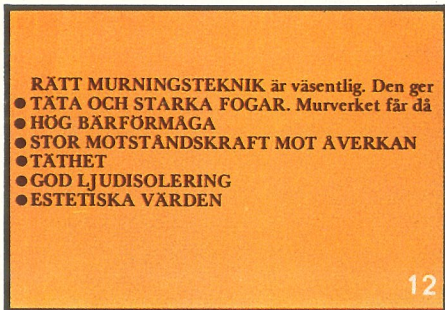 RÄTT MURNINGSTEKNIK är väsentlig. Den ger
● TÄTA OCH STARKA FOGAR. Murverket får då
● HÖG BÄRFÖRMÅGA
● STOR MOTSTÅNDSKRAFT MOT ÅVERKAN
● TÄTHET
● GOD LJUDISOLERING
● ESTETISKA VÄRDEN
12